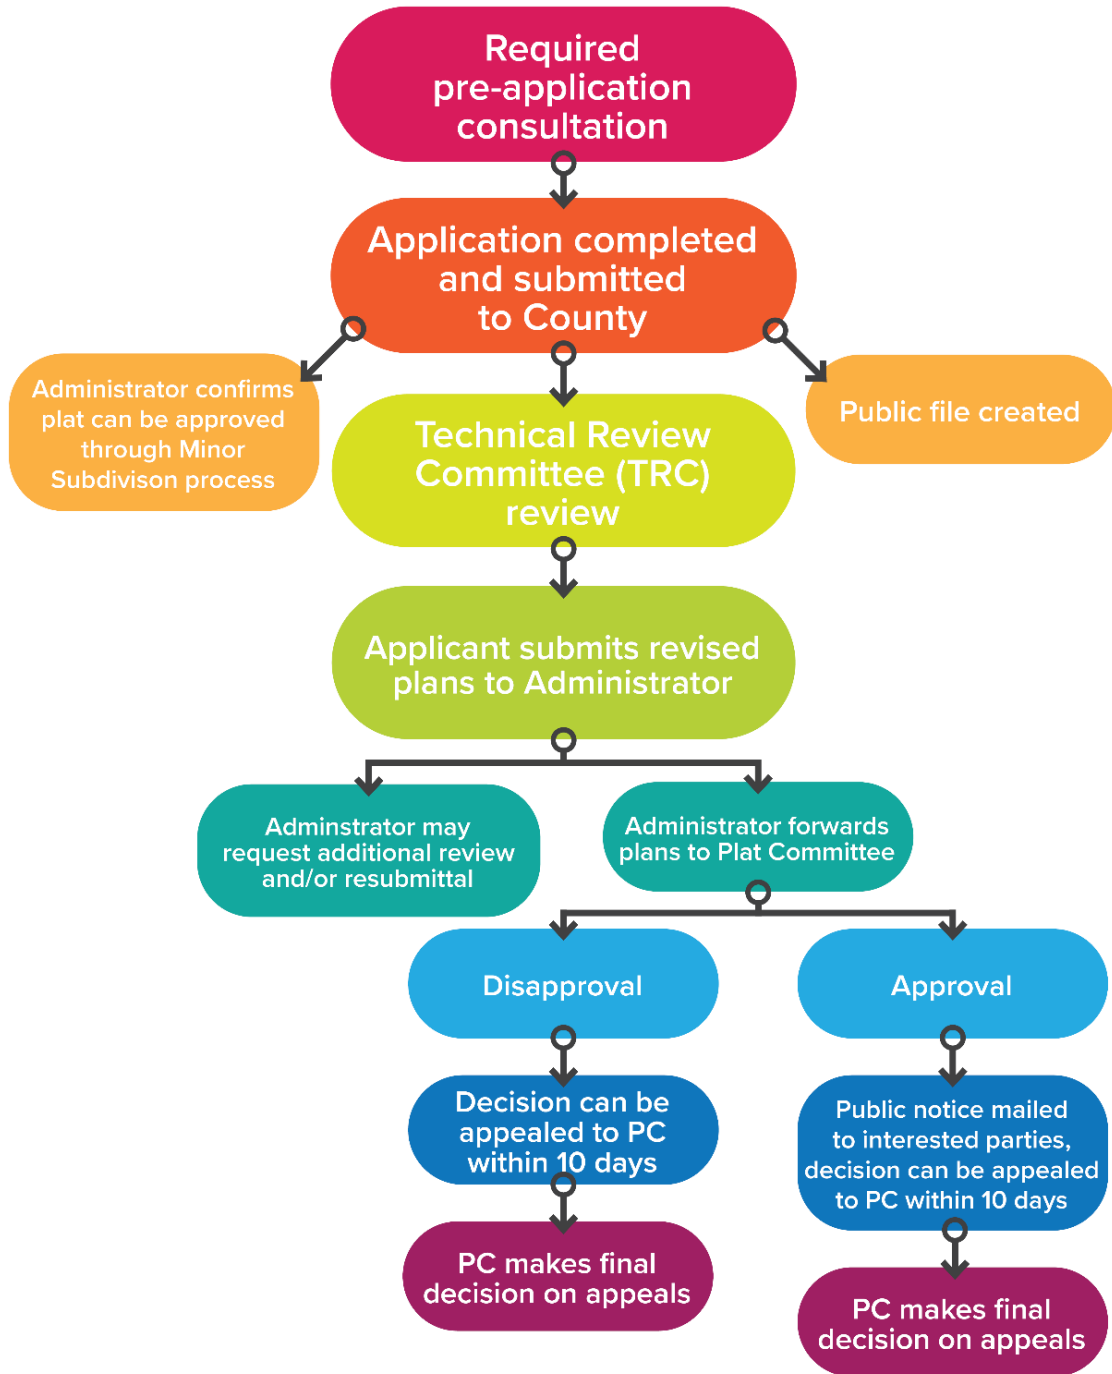 Required
pre-application
consultation
Application completed
and submitted
to County
Administrator confirms
plat can be approved
through Minor
Subdivison process
Technical Review
Committee (TRC)
review
Public file created
Applicant submits revised
plans to Administrator
Adminstrator may
request additional review
and/or resubmittal
Administrator forwards
plans to Plat Committee
Disapproval
Approval
Decision can be
appealed to PC
within 10 days
Public notice mailed
to interested parties,
decision can be appealed
to PC within 10 days
PC makes final
decision on appeals
PC makes final
decision on appeals